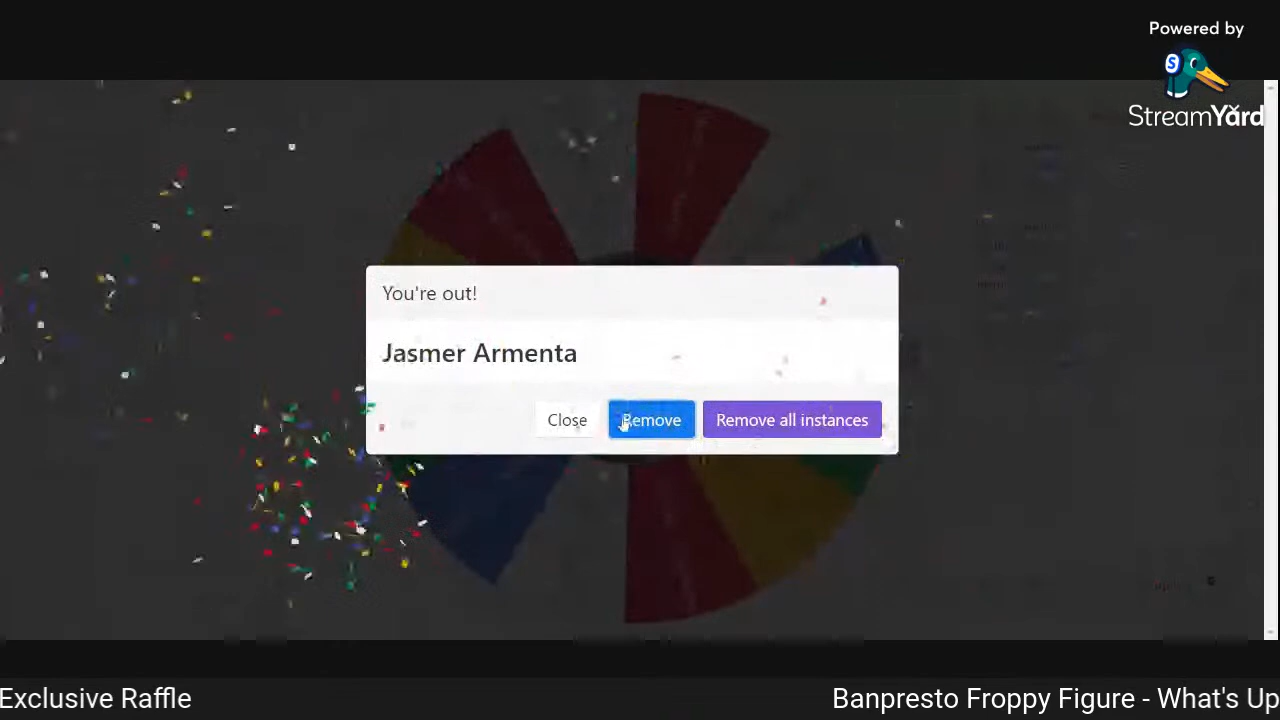 Powered by
StreamYard
You're out!
Jasmer Armenta
Close
Remove
Remove all instances
Exclusive Raffle
Banpresto Froppy Figure - What's Up